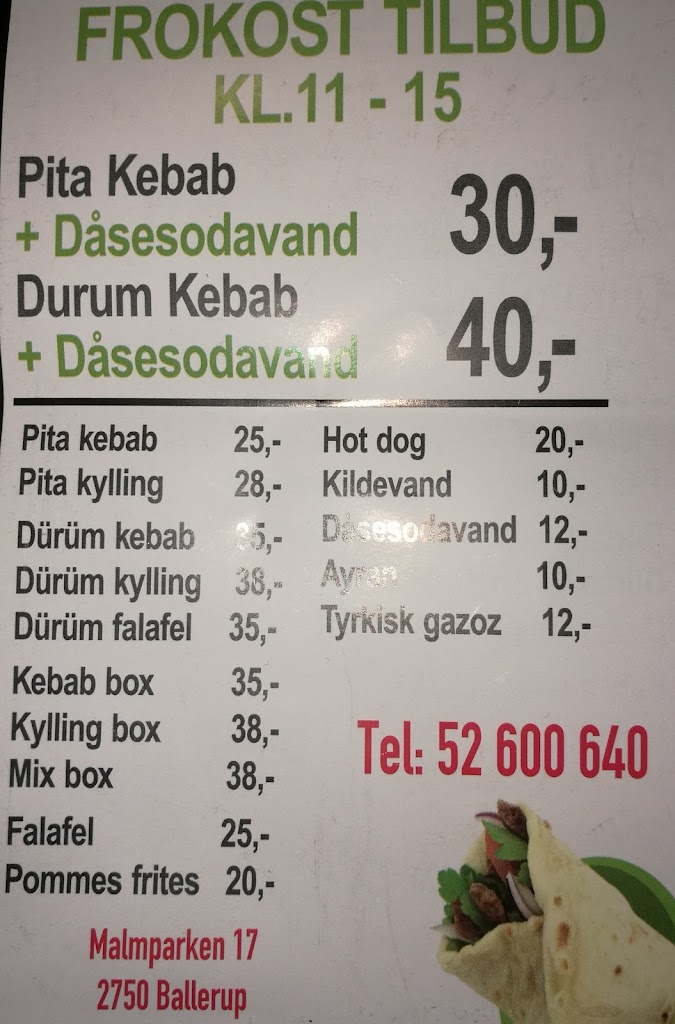 FROKOST TILBUD
KL.11 - 15
Pita Kebab
+ Dåsesodavand 30,-
Durum Kebab
+ Dåsesodavand 40,-
Pita kebab 25,-
Pita kylling 28,-
Dürüm kebab 35,-
Dürüm kylling 38,-
Dürüm falafel 35,-
Kebab box 35,-
Kylling box 38,-
Mix box 38,-
Falafel 25,-
Pommes frites 20,-
Hot dog 20,-
Kildevand 10,-
Dåsesodavand 12,-
Ayran 10,-
Tyrkisk gazoz 12,-
Tel: 52 600 640
Malmparken 17
2750 Ballerup